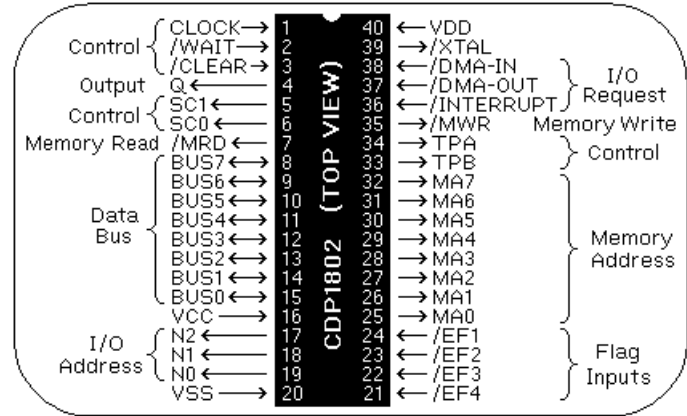 CLOCK 1 40 VDD
Control /WAIT 2 39 /XTAL
/CLEAR 3 38 /DMA-IN
Output Q 4 37 /DMA-OUT I/O
SC1 5 36 /INTERRUPT Request
Control SC0 6 35 /MWR Memory Write
Memory Read /MRD 7 34 TPA
BUS7 8 33 TPB Control
BUS6 9 32 MA7
BUS5 10 31 MA6
Data BUS4 11 30 MA5
Bus BUS3 12 29 MA4 Memory
BUS2 13 28 MA3 Address
BUS1 14 27 MA2
BUS0 15 26 MA1
VCC 16 25 MA0
I/O N2 17 24 /EF1
Address N1 18 23 /EF2 Flag
N0 19 22 /EF3 Inputs
VSS 20 21 /EF4
CDP1802 (TOP VIEW)